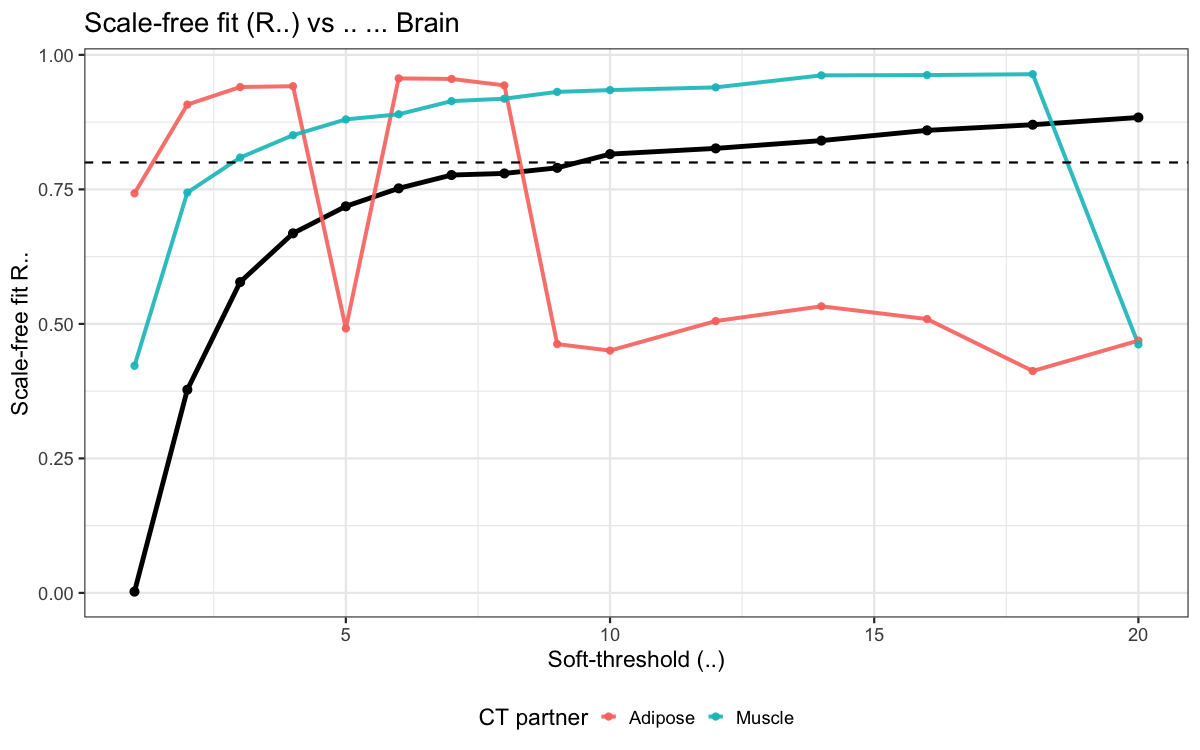 Scale-free fit (R..) vs .. ... Brain
1.00
0.75
0.50
0.25
0.00
Scale-free fit R..
5 10 15 20
Soft-threshold (..)
CT partner Adipose Muscle